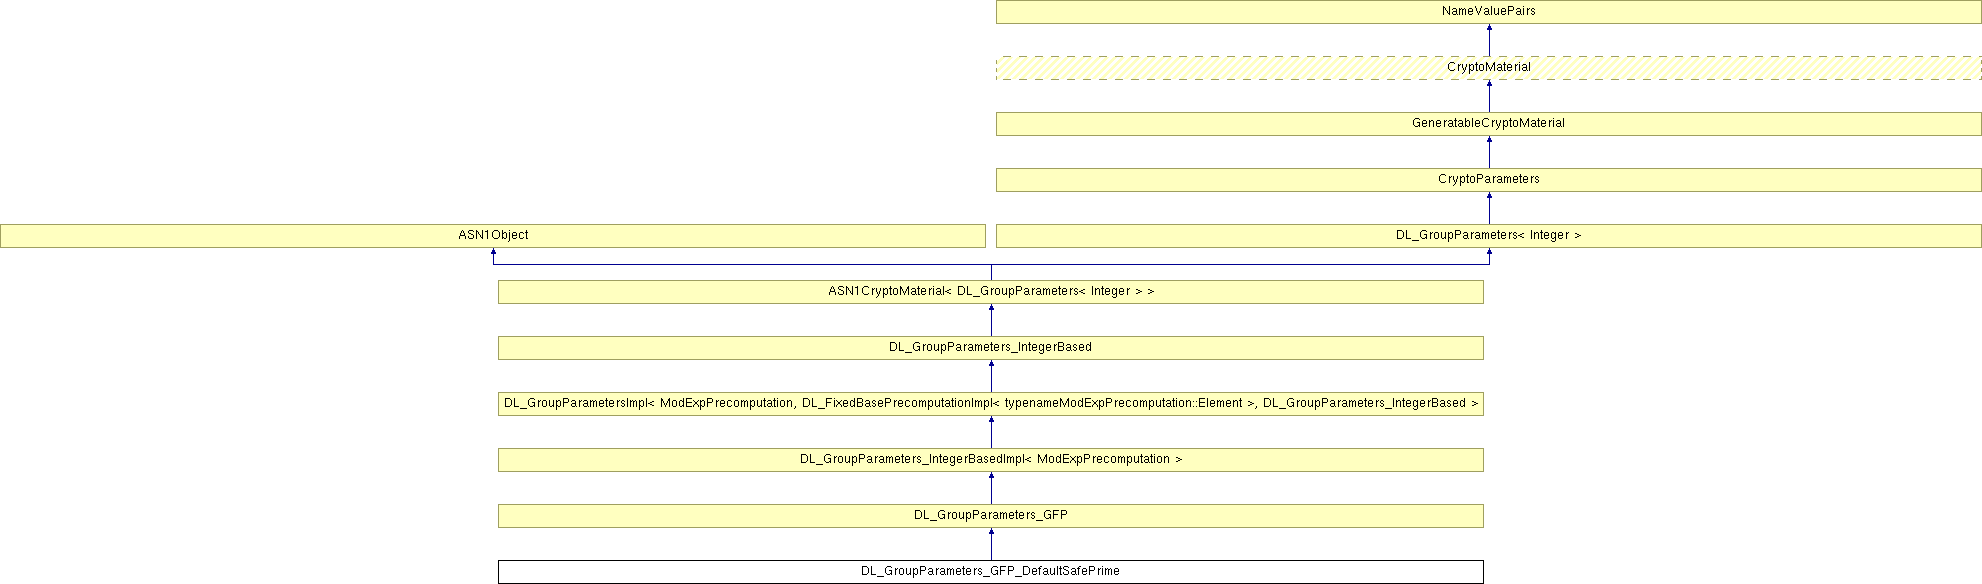 NameValuePairs
CryptoMaterial
GeneratableCryptoMaterial
CryptoParameters
ASN1Object
DL_GroupParameters< Integer >
ASN1CryptoMaterial< DL_GroupParameters< Integer > >
DL_GroupParameters_IntegerBased
DL_GroupParametersImpl< ModExpPrecomputation, DL_FixedBasePrecomputationImpl< typenameModExpPrecomputation::Element >, DL_GroupParameters_IntegerBased >
DL_GroupParameters_IntegerBasedImpl< ModExpPrecomputation >
DL_GroupParameters_GFP
DL_GroupParameters_GFP_DefaultSafePrime